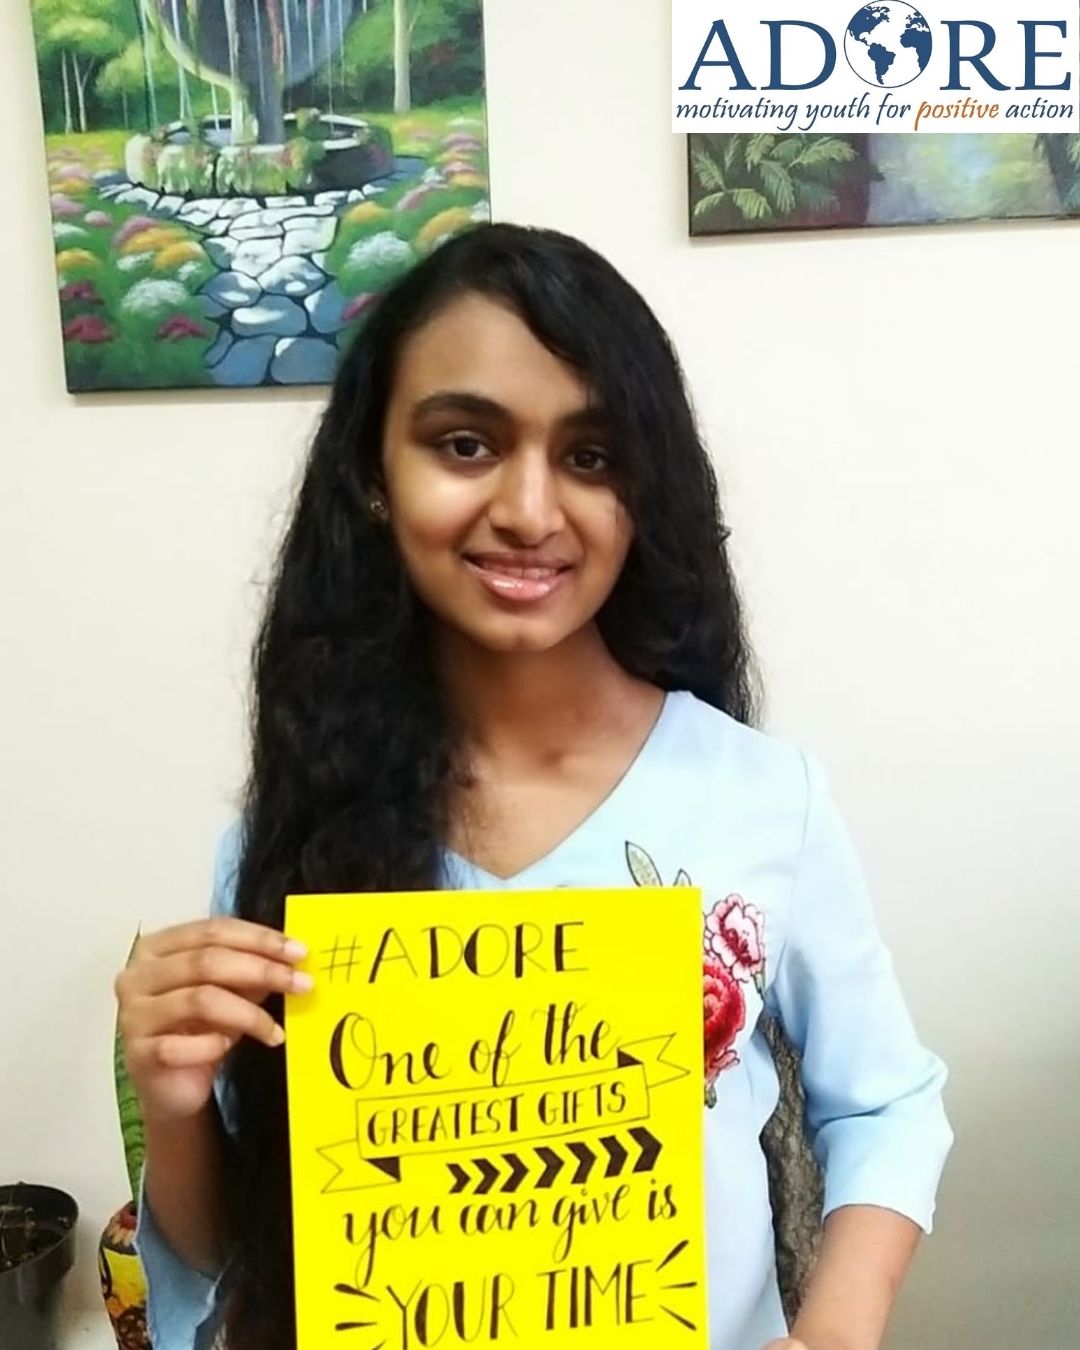 ADORE
motivating youth for positive action
#ADORE
One of the
GREATEST GIFTS
you can give is
YOUR TIME